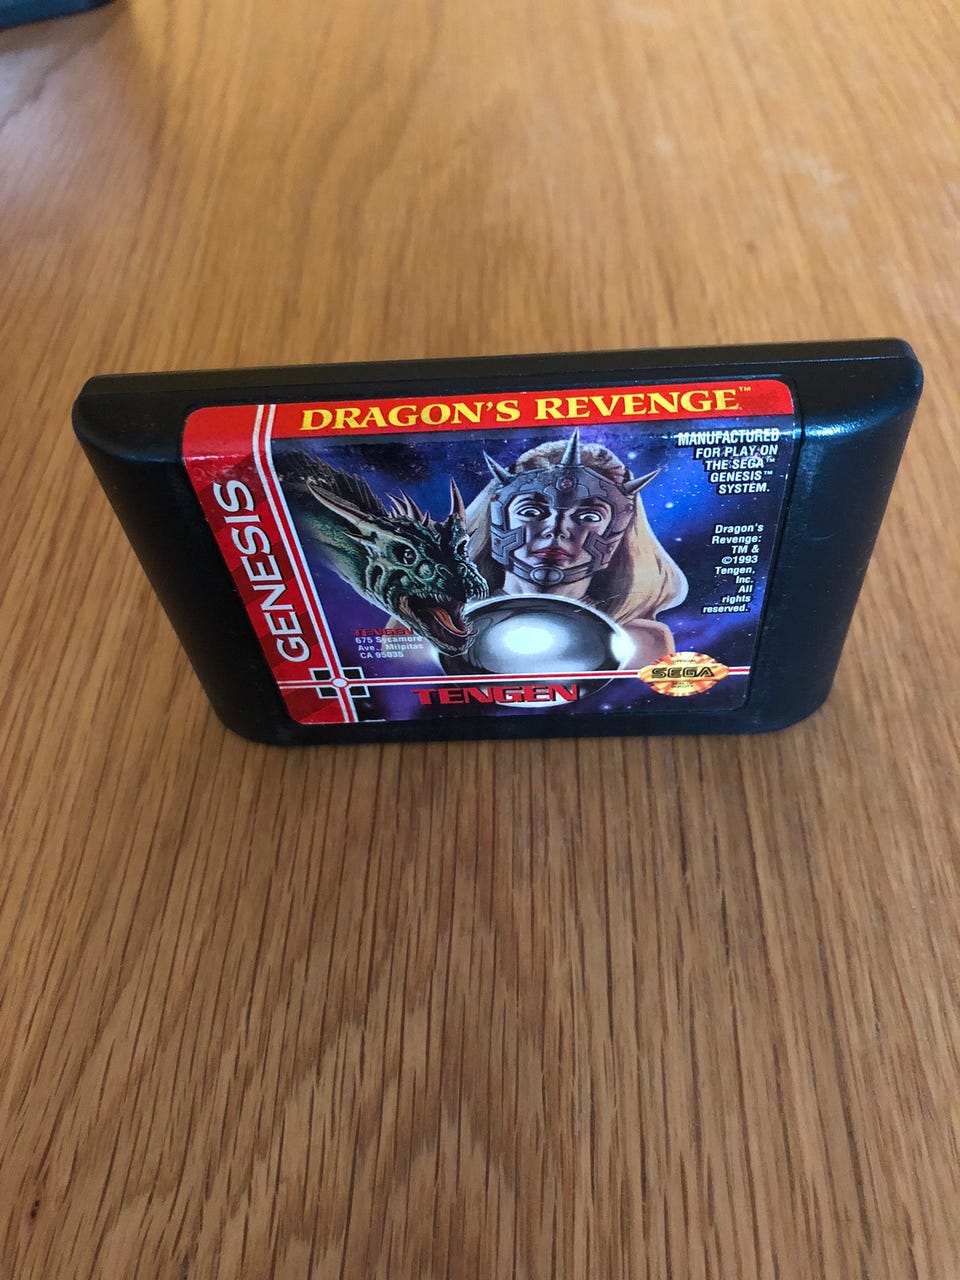 DRAGON'S REVENGE™
GENESIS
MANUFACTURED
FOR PLAY ON
THE SEGA™
GENESIS™
SYSTEM.
Dragon's
Revenge:
TM &
©1993
Tengen,
Inc.
All
rights
reserved.
TENGEN
675 Sycamore
Ave., Milpitas
CA 95035
TENGEN
SEGA